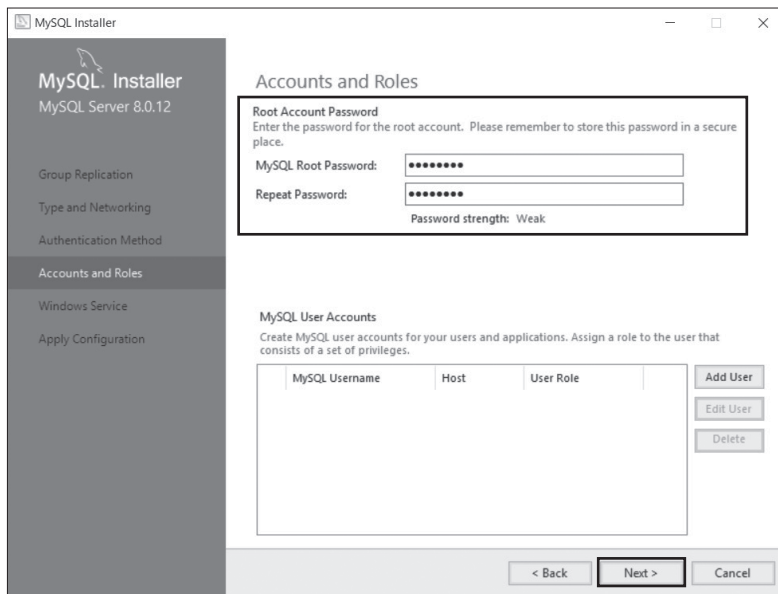 MySQL Installer
MySQL. Installer
MySQL Server 8.0.12
Group Replication
Type and Networking
Authentication Method
Accounts and Roles
Windows Service
Apply Configuration
Accounts and Roles
Root Account Password
Enter the password for the root account. Please remember to store this password in a secure
place.
MySQL Root Password: ••••••••
Repeat Password: ••••••••
Password strength: Weak
MySQL User Accounts
Create MySQL user accounts for your users and applications. Assign a role to the user that
consists of a set of privileges.
MySQL Username Host User Role
Add User
Edit User
Delete
< Back Next > Cancel